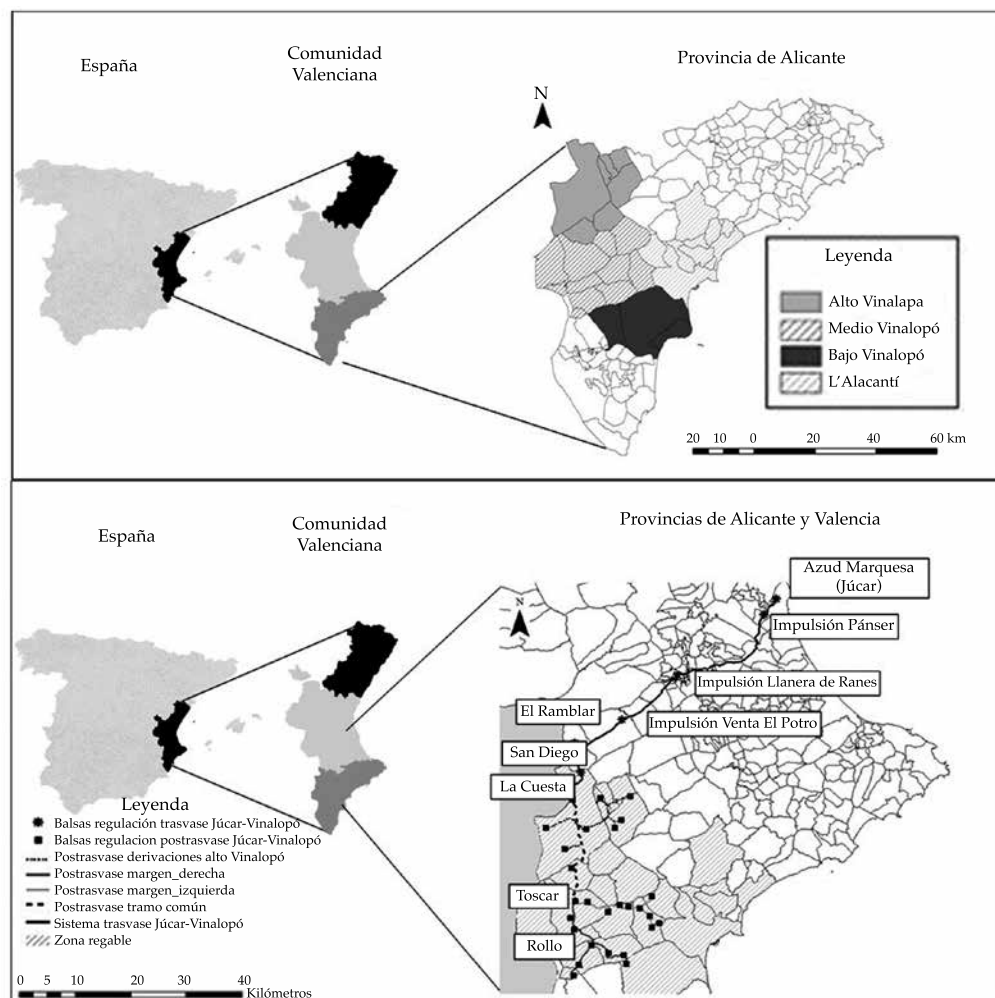 España
Comunidad
Valenciana
Provincia de Alicante
N
Leyenda
Alto Vinalapa
Medio Vinalopó
Bajo Vinalopó
L'Alacantí
20 10 0 20 40 60 km
España
Comunidad
Valenciana
Provincias de Alicante y Valencia
N
Azud Marquesa
(Júcar)
Impulsión Pánser
Impulsión Llanera de Ranes
El Ramblar
Impulsión Venta El Potro
San Diego
La Cuesta
Toscar
Rollo
Leyenda
Balsas regulación trasvase Júcar-Vinalopó
Balsas regulacion postrasvase Júcar-Vinalopó
Postrasvase derivaciones alto Vinalopó
Postrasvase margen_derecha
Postrasvase margen_izquierda
Postrasvase tramo común
Sistema trasvase Júcar-Vinalopó
Zona regable
0 5 10 20 30 40
Kilómetros